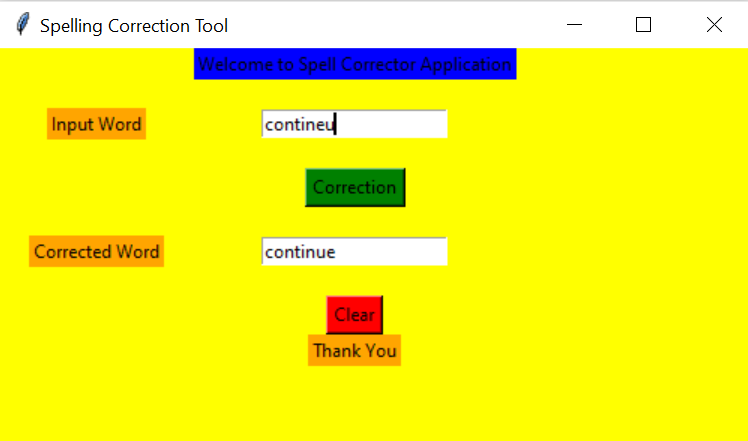 Spelling Correction Tool
Welcome to Spell Corrector Application
Input Word contineu
Correction
Corrected Word continue
Clear
Thank You